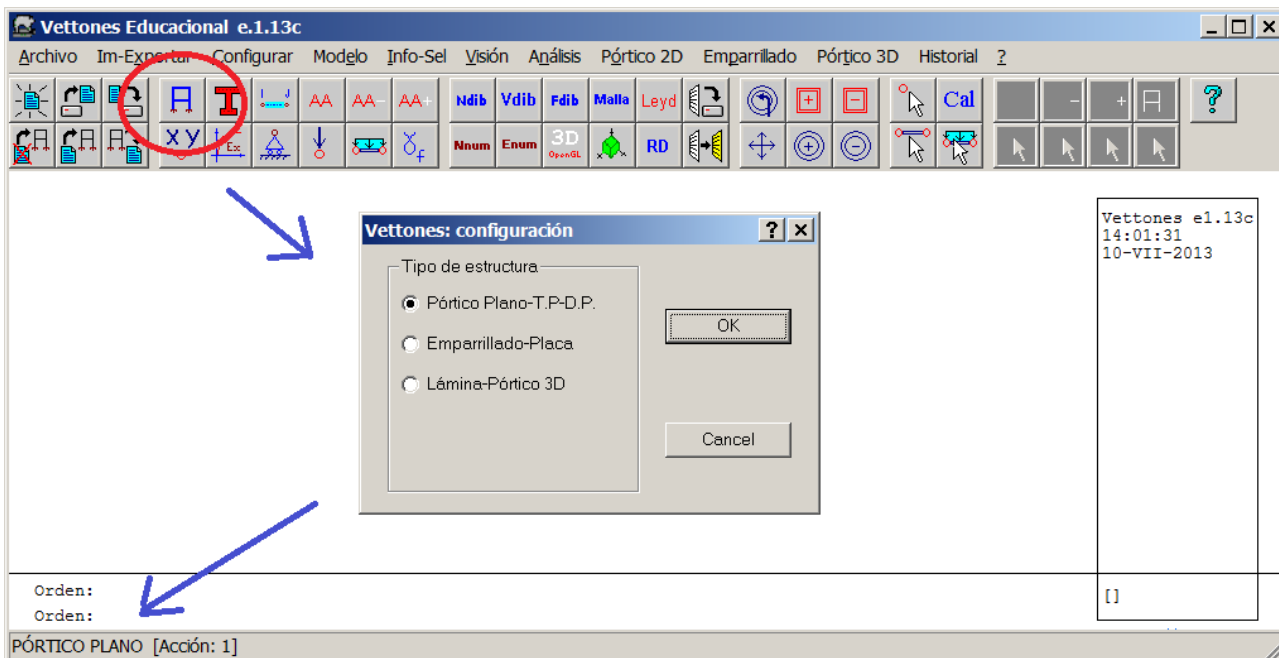 Vettones Educacional e.1.13c
Archivo Im-Exportar Configurar Modelo Info-Sel Visión Análisis Pórtico 2D Emparrillado Pórtico 3D Historial ?
AA AA- AA+ Ndib Vdib Fdib Malla Leyd Cal
X Y Ex γf Nnum Enum 3D OpenGL RD
Vettones e1.13c
14:01:31
10-VII-2013
Vettones: configuración
Tipo de estructura
Pórtico Plano-T.P-D.P.
OK
Emparrillado-Placa
Lámina-Pórtico 3D
Cancel
Orden:
[]
Orden:
PÓRTICO PLANO [Acción: 1]